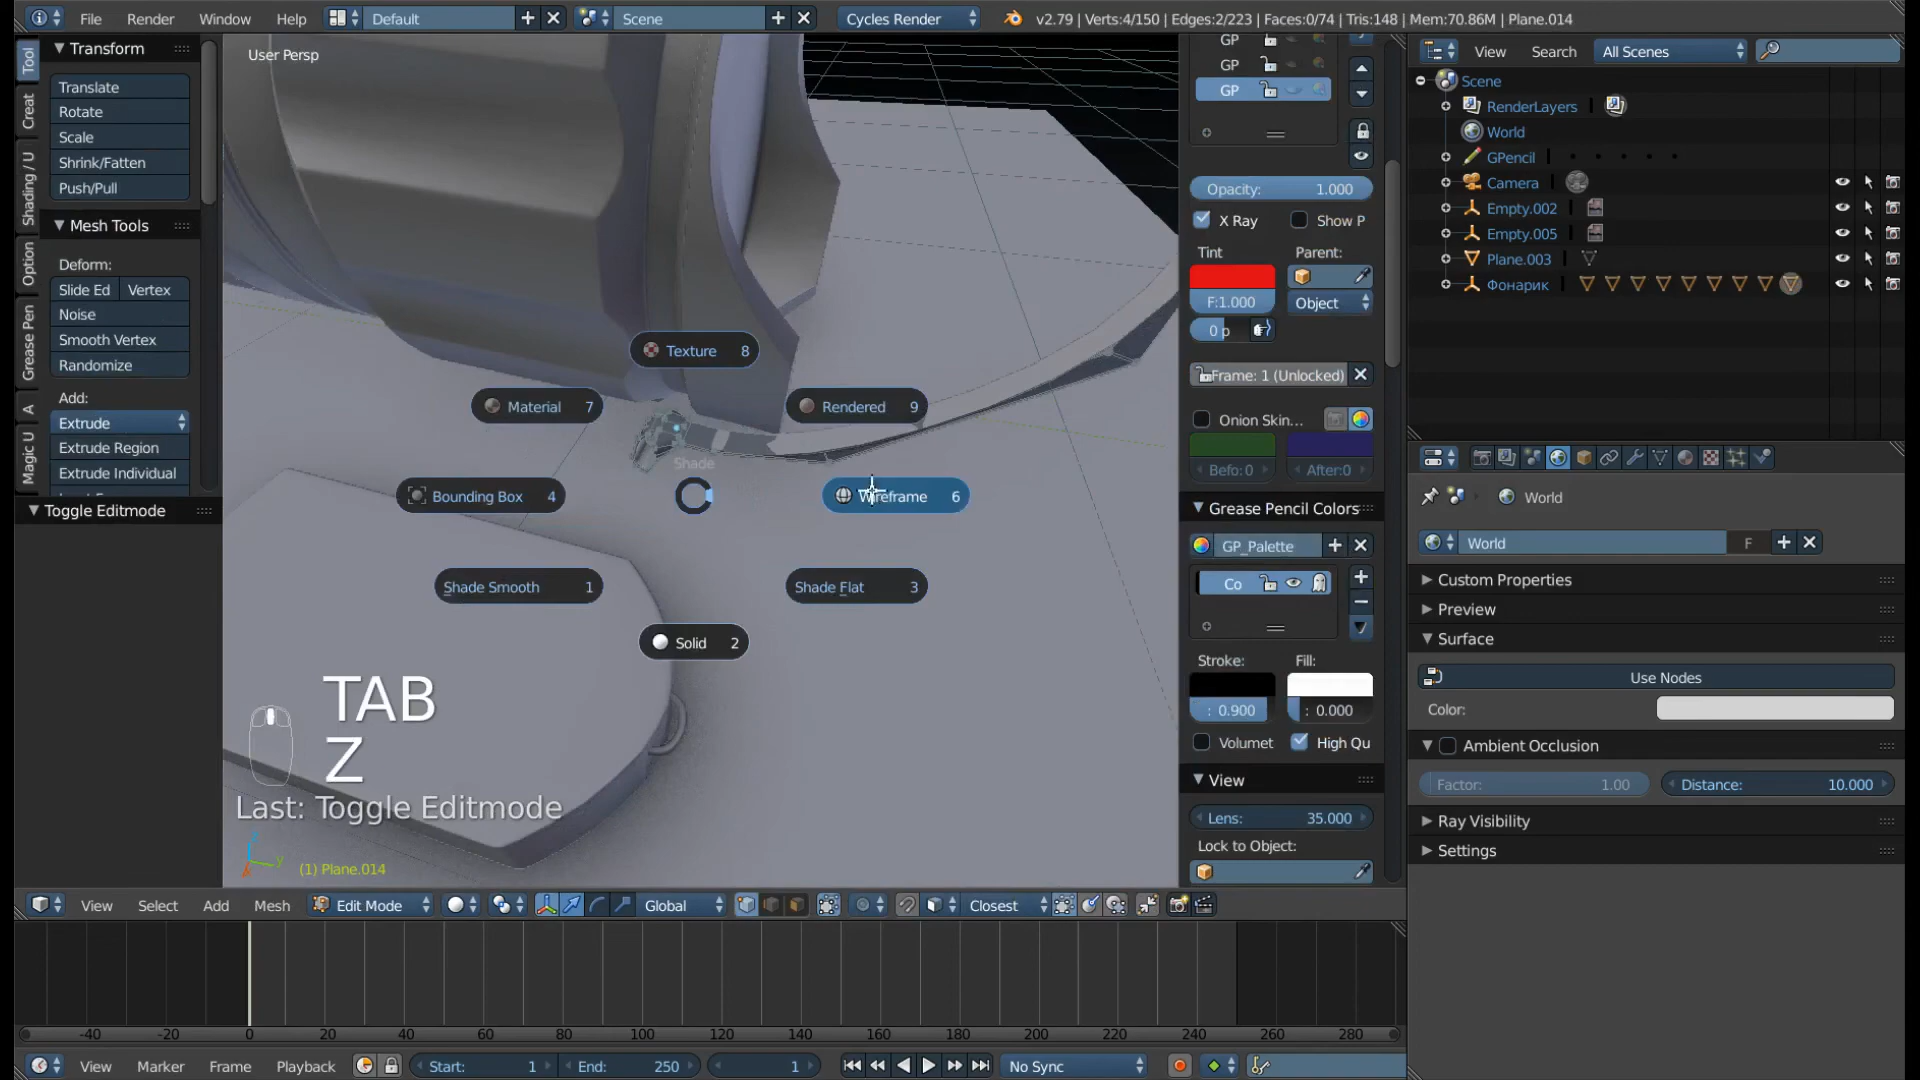 File Render Window Help Default Scene Cycles Render v2.79 | Verts:4/150 | Edges:2/223 | Faces:0/74 | Tris:148 | Mem:70.86M | Plane.014
Tool
Creat
Shading / U
Option
Grease Pen
A
Magic U
Transform
Translate
Rotate
Scale
Shrink/Fatten
Push/Pull
Mesh Tools
Deform:
Slide Ed Vertex
Noise
Smooth Vertex
Randomize
Add:
Extrude
Extrude Region
Extrude Individual
Toggle Editmode
User Persp
Texture 8
Material 7
Rendered 9
Shade
Bounding Box 4
Wireframe 6
Shade Smooth 1
Shade Flat 3
Solid 2
TAB
Z
Last: Toggle Editmode
(1) Plane.014
GP
GP
GP
Opacity: 1.000
X Ray Show P
Tint Parent:
F:1.000 Object
0 p
Frame: 1 (Unlocked)
Onion Skin...
Befo: 0 After:0
Grease Pencil Colors
GP_Palette
Co
Stroke: Fill:
: 0.900 : 0.000
Volumet High Qu
View
Lens: 35.000
Lock to Object:
View Search All Scenes
Scene
RenderLayers
World
GPencil
Camera
Empty.002
Empty.005
Plane.003
Фонарик
World
World F
Custom Properties
Preview
Surface
Use Nodes
Color:
Ambient Occlusion
Factor: 1.00 Distance: 10.000
Ray Visibility
Settings
View Select Add Mesh Edit Mode Global Closest
-40 -20 0 20 40 60 80 100 120 140 160 180 200 220 240 260 280
View Marker Frame Playback Start: 1 End: 250 1 No Sync